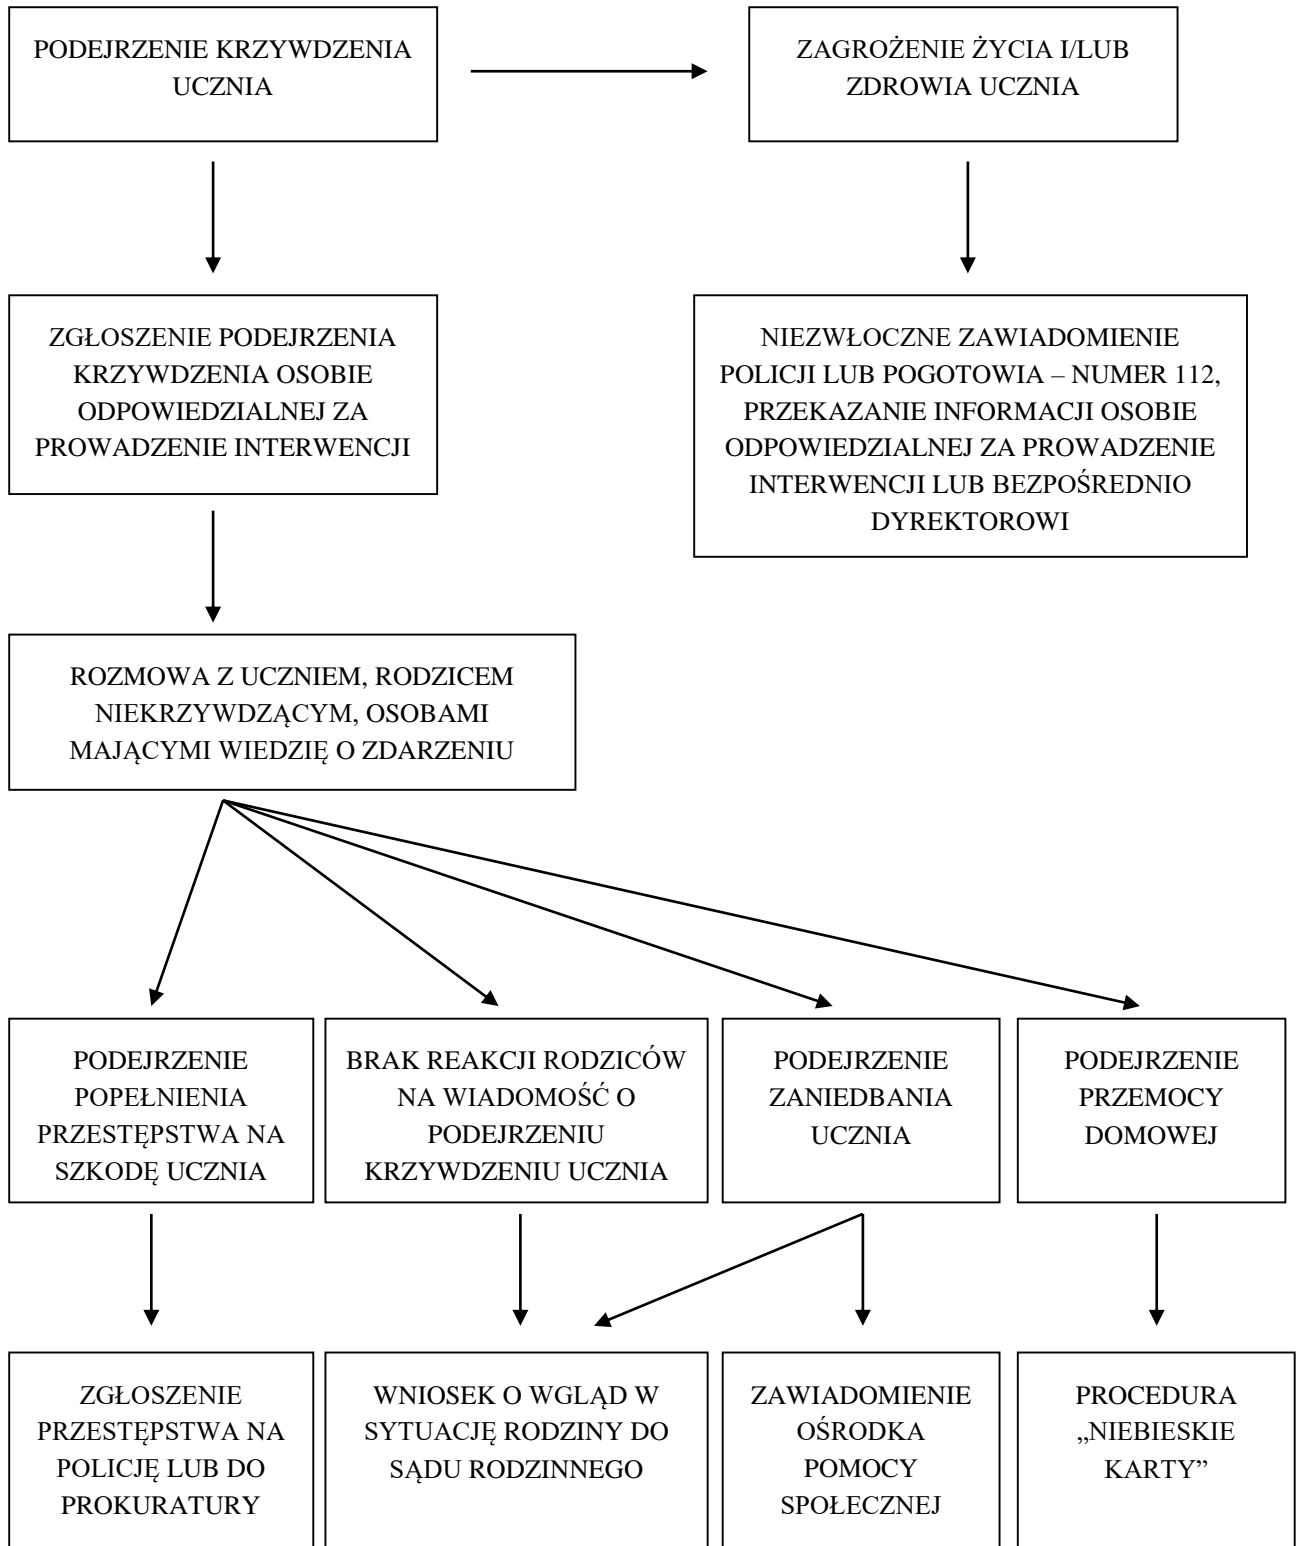 PODEJRZENIE KRZYWDZENIA
UCZNIA
ZAGROŻENIE ŻYCIA I/LUB
ZDROWIA UCZNIA
ZGŁOSZENIE PODEJRZENIA
KRZYWDZENIA OSOBIE
ODPOWIEDZIALNEJ ZA
PROWADZENIE INTERWENCJI
NIEZWŁOCZNE ZAWIADOMIENIE
POLICJI LUB POGOTOWIA – NUMER 112,
PRZEKAZANIE INFORMACJI OSOBIE
ODPOWIEDZIALNEJ ZA PROWADZENIE
INTERWENCJI LUB BEZPOŚREDNIO
DYREKTOROWI
ROZMOWA Z UCZNIEM, RODZICEM
NIEKRZYWDZĄCYM, OSOBAMI
MAJĄCYMI WIEDZIĘ O ZDARZENIU
PODEJRZENIE
POPEŁNIENIA
PRZESTĘPSTWA NA
SZKODĘ UCZNIA
BRAK REAKCJI RODZICÓW
NA WIADOMOŚĆ O
PODEJRZENIU
KRZYWDZENIU UCZNIA
PODEJRZENIE
ZANIEDBANIA
UCZNIA
PODEJRZENIE
PRZEMOCY
DOMOWEJ
ZGŁOSZENIE
PRZESTĘPSTWA NA
POLICJĘ LUB DO
PROKURATURY
WNIOSEK O WGLĄD W
SYTUACJĘ RODZINY DO
SĄDU RODZINNEGO
ZAWIADOMIENIE
OŚRODKA
POMOCY
SPOŁECZNEJ
PROCEDURA
„NIEBIESKIE
KARTY”